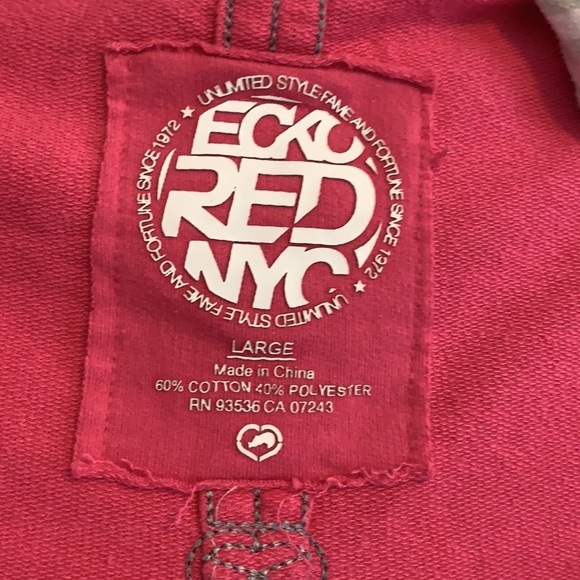 ★ UNLIMITED STYLE FAME AND FORTUNE SINCE 1972
★ UNLIMITED STYLE FAME AND FORTUNE SINCE 1972
ECKO
RED
NYC
LARGE
Made in China
60% COTTON 40% POLYESTER
RN 93536 CA 07243